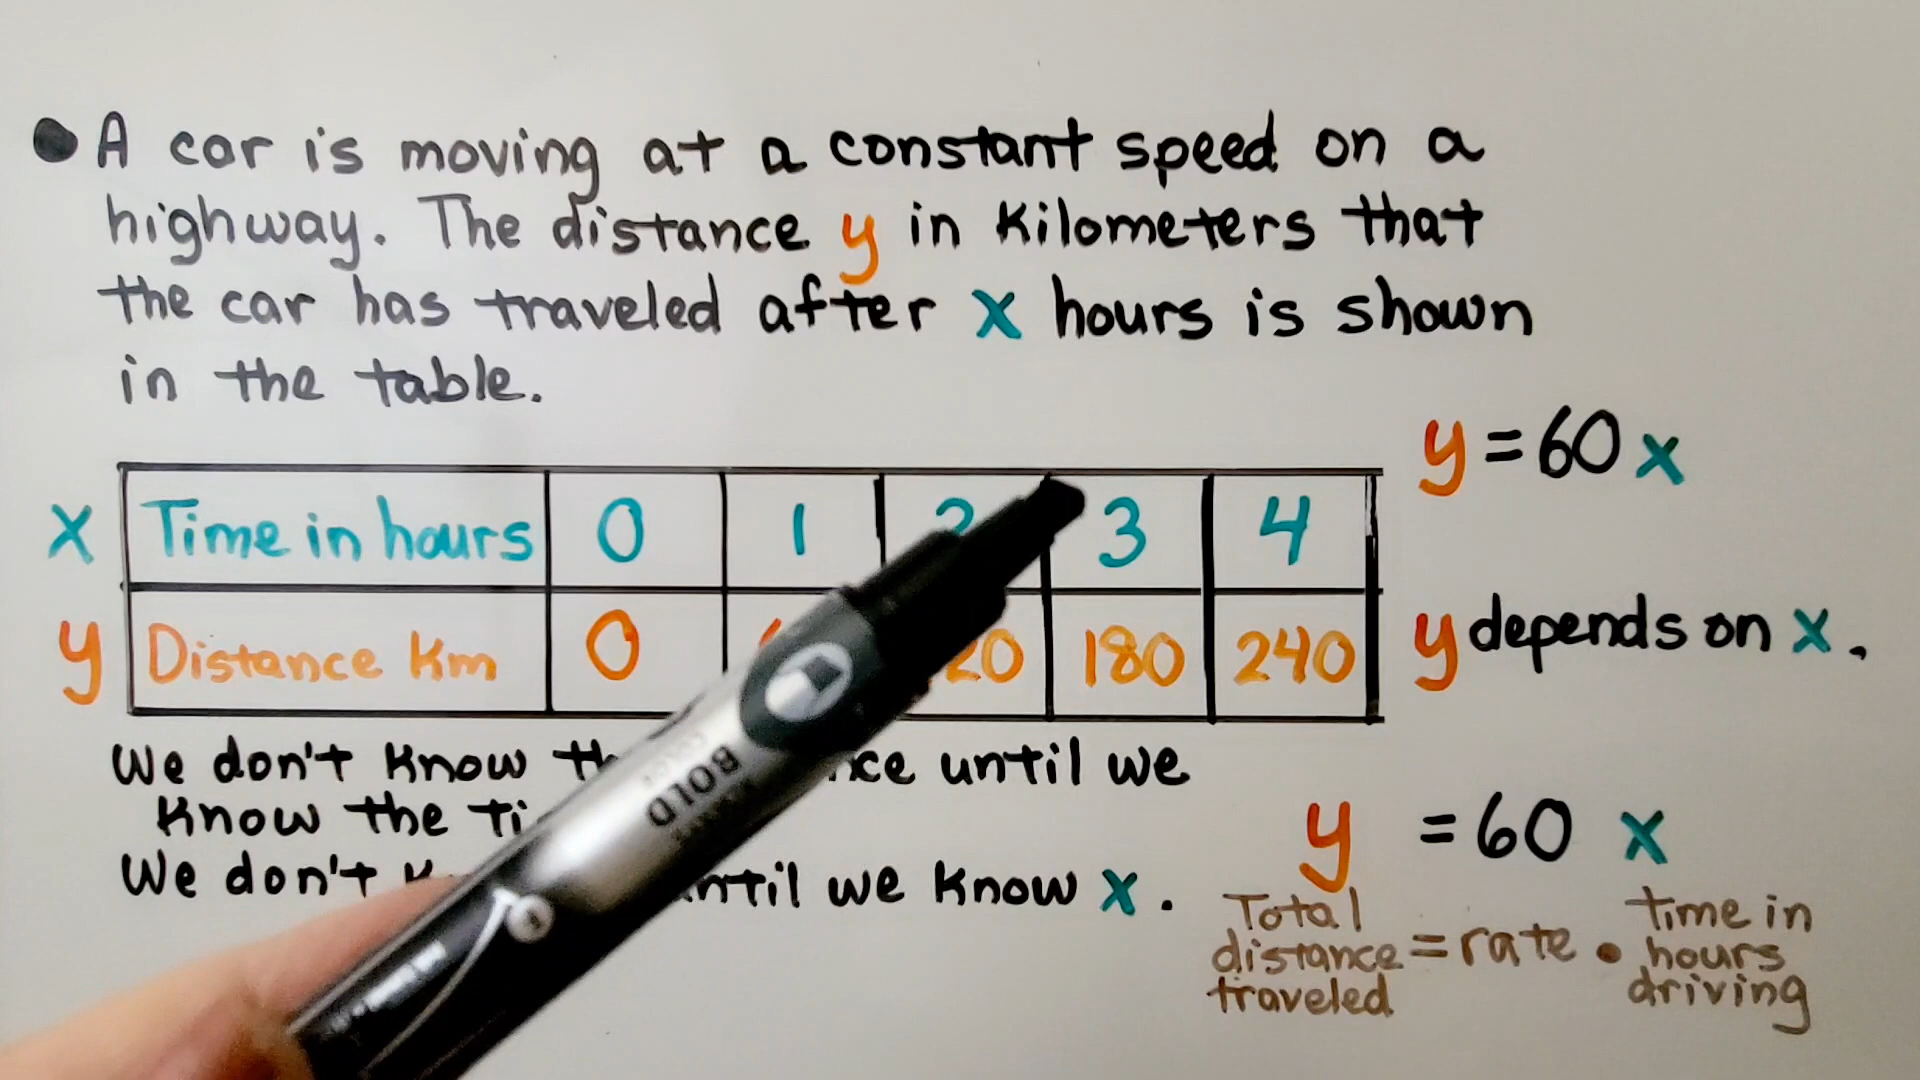 A car is moving at a constant speed on a
highway. The distance y in kilometers that
the car has traveled after x hours is shown
in the table.
y = 60 x
x Time in hours 0 1 3 4
y Distance Km 0 180 240
y depends on x.
We don't know until we
know the
We don't until we know x.
y = 60 x
Total distance traveled = rate • time in hours driving
BOLD